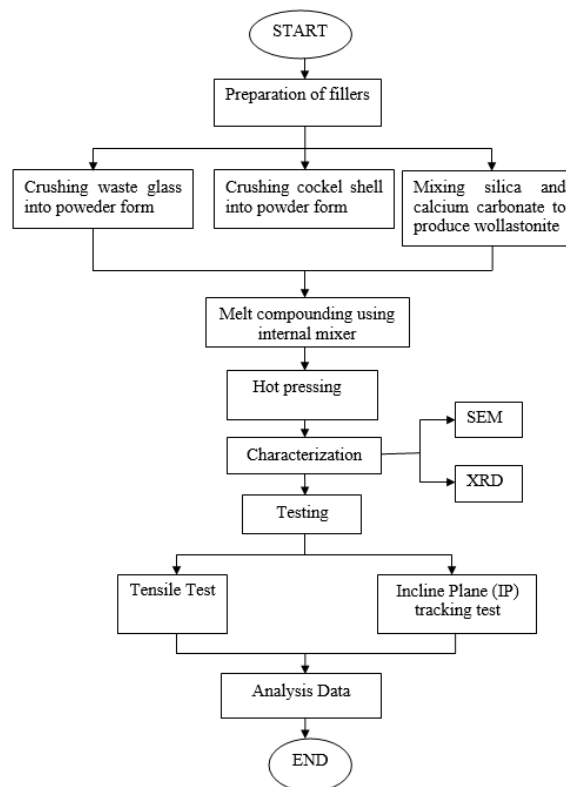 START
Preparation of fillers
Crushing waste glass
into poweder form
Crushing cockel shell
into powder form
Mixing silica and
calcium carbonate to
produce wollastonite
Melt compounding using
internal mixer
Hot pressing
SEM
Characterization
XRD
Testing
Tensile Test
Incline Plane (IP)
tracking test
Analysis Data
END